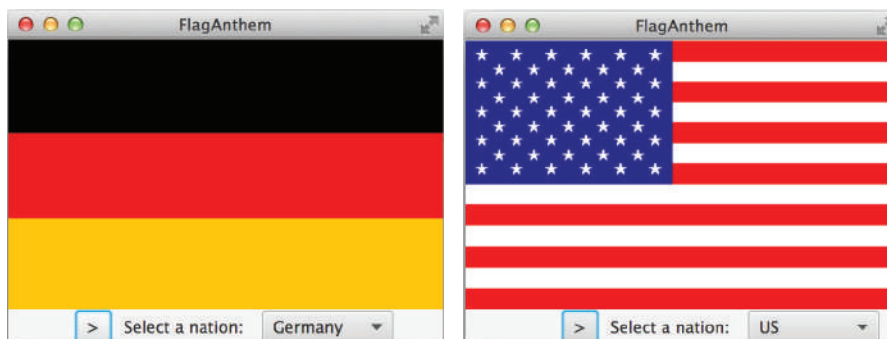 FlagAnthem
> Select a nation: Germany
FlagAnthem
> Select a nation: US